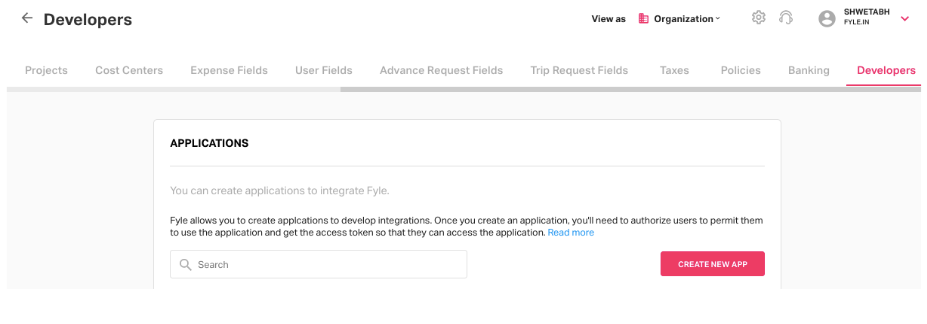 Developers
View as Organization
SHWETABH
FYLE.IN
Projects Cost Centers Expense Fields User Fields Advance Request Fields Trip Request Fields Taxes Policies Banking Developers
APPLICATIONS
You can create applications to integrate Fyle.
Fyle allows you to create applcations to develop integrations. Once you create an application, you'll need to authorize users to permit them
to use the application and get the access token so that they can access the application. Read more
Search
CREATE NEW APP